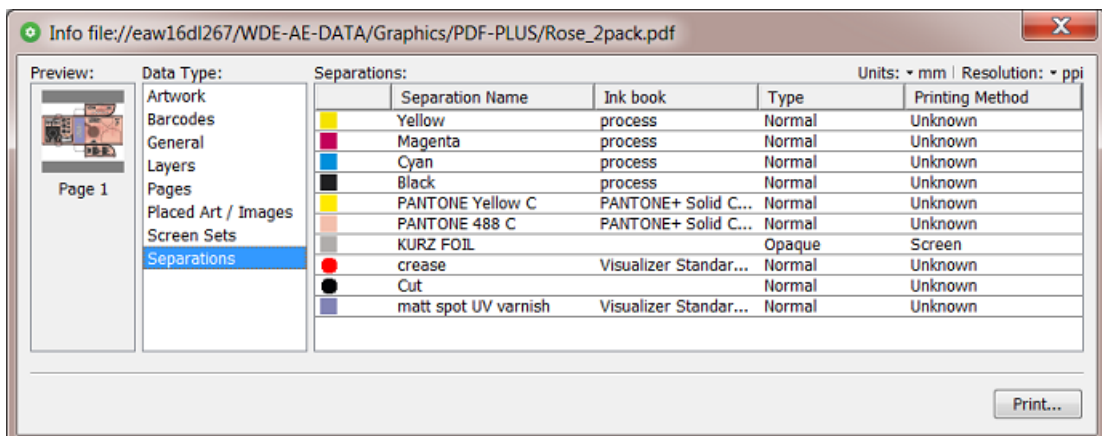 Info file://eaw16dl267/WDE-AE-DATA/Graphics/PDF-PLUS/Rose_2pack.pdf
X
Preview: Data Type: Separations: Units: mm | Resolution: ppi
Page 1
Artwork
Barcodes
General
Layers
Pages
Placed Art / Images
Screen Sets
Separations
Separation Name Ink book Type Printing Method
Yellow process Normal Unknown
Magenta process Normal Unknown
Cyan process Normal Unknown
Black process Normal Unknown
PANTONE Yellow C PANTONE+ Solid C... Normal Unknown
PANTONE 488 C PANTONE+ Solid C... Normal Unknown
KURZ FOIL Opaque Screen
crease Visualizer Standar... Normal Unknown
Cut Normal Unknown
matt spot UV varnish Visualizer Standar... Normal Unknown
Print...